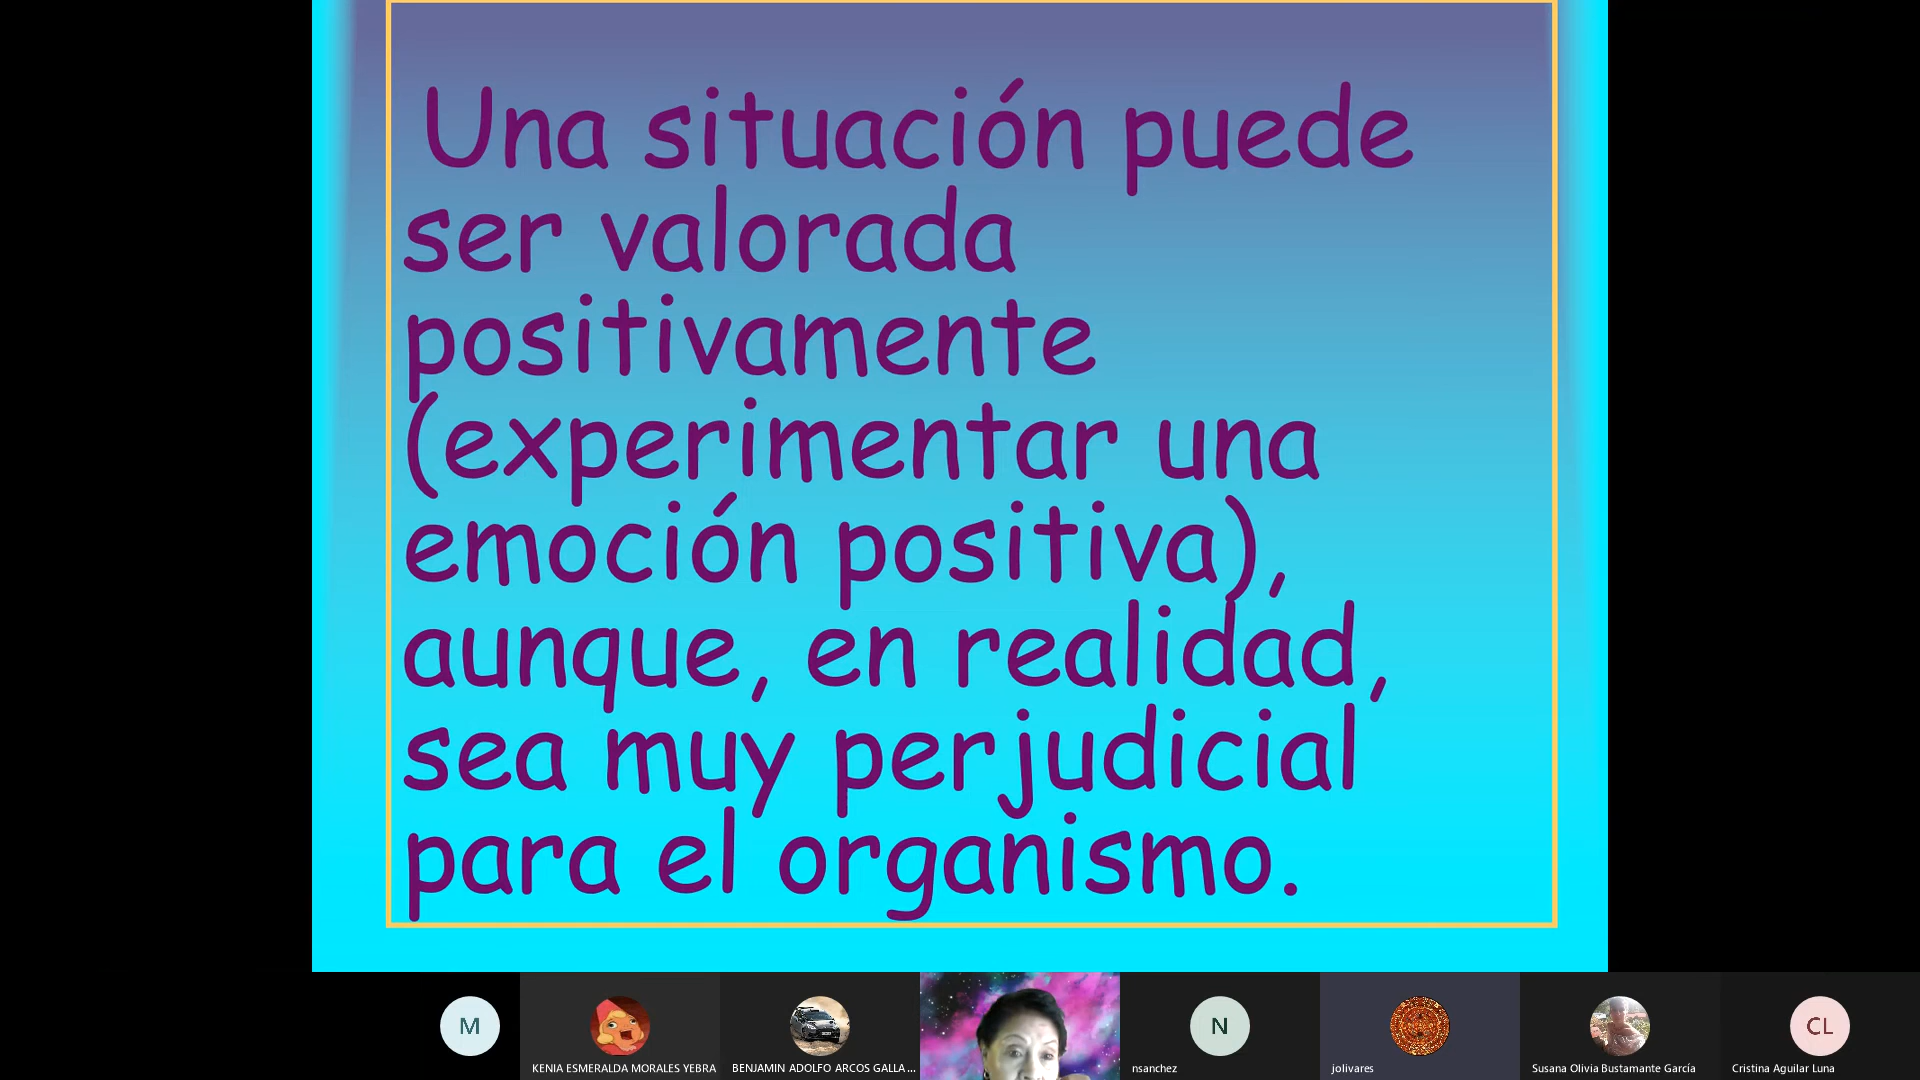 Una situación puede
ser valorada
positivamente
(experimentar una
emoción positiva),
aunque, en realidad,
sea muy perjudicial
para el organismo.
M
KENIA ESMERALDA MORALES YEBRA
BENJAMIN ADOLFO ARCOS GALLA...
N
nsanchez
jolivares
Susana Olivia Bustamante García
CL
Cristina Aguilar Luna